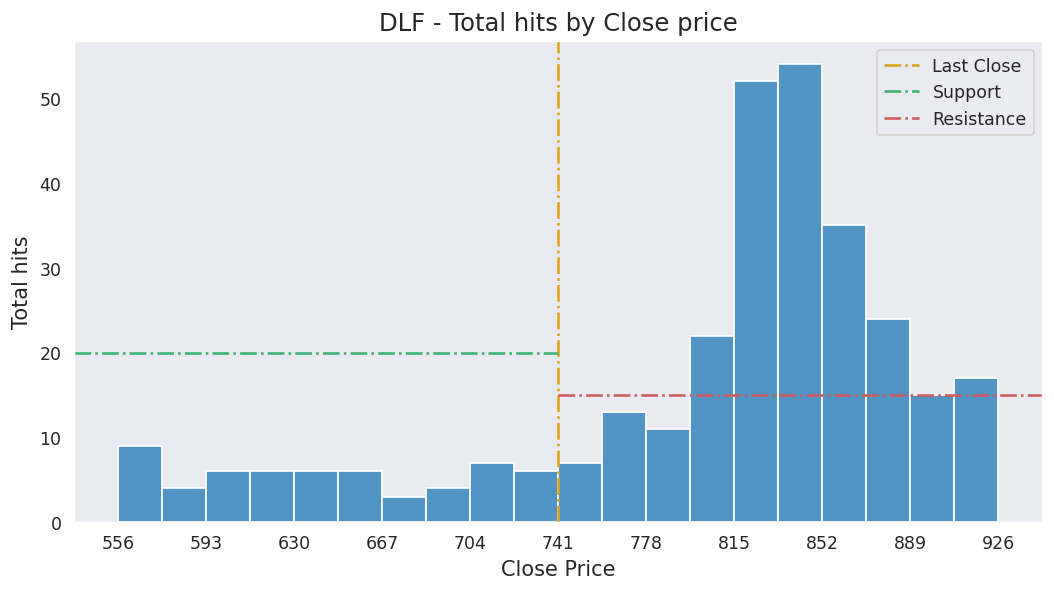 DLF - Total hits by Close price
Last Close
Support
Resistance
Total hits
50
40
30
20
10
0
556 593 630 667 704 741 778 815 852 889 926
Close Price